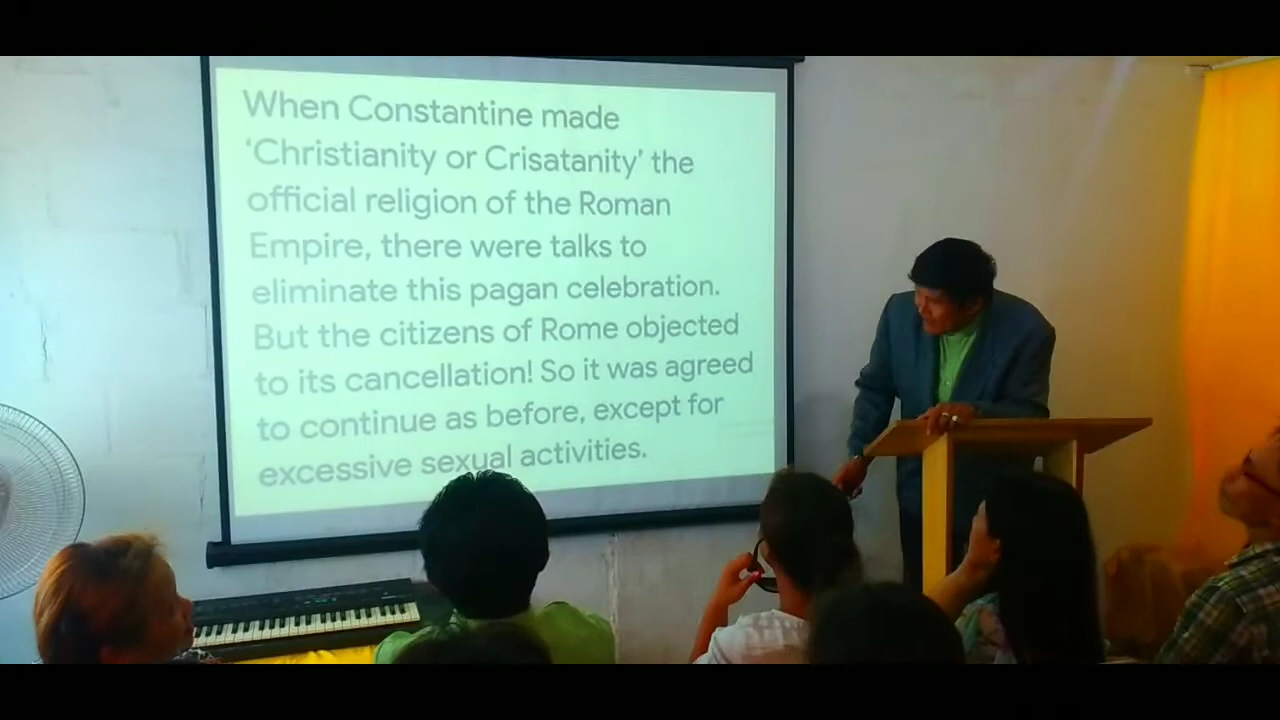 When Constantine made
‘Christianity or Crisatanity’ the
official religion of the Roman
Empire, there were talks to
eliminate this pagan celebration.
But the citizens of Rome objected
to its cancellation! So it was agreed
to continue as before, except for
excessive sexual activities.